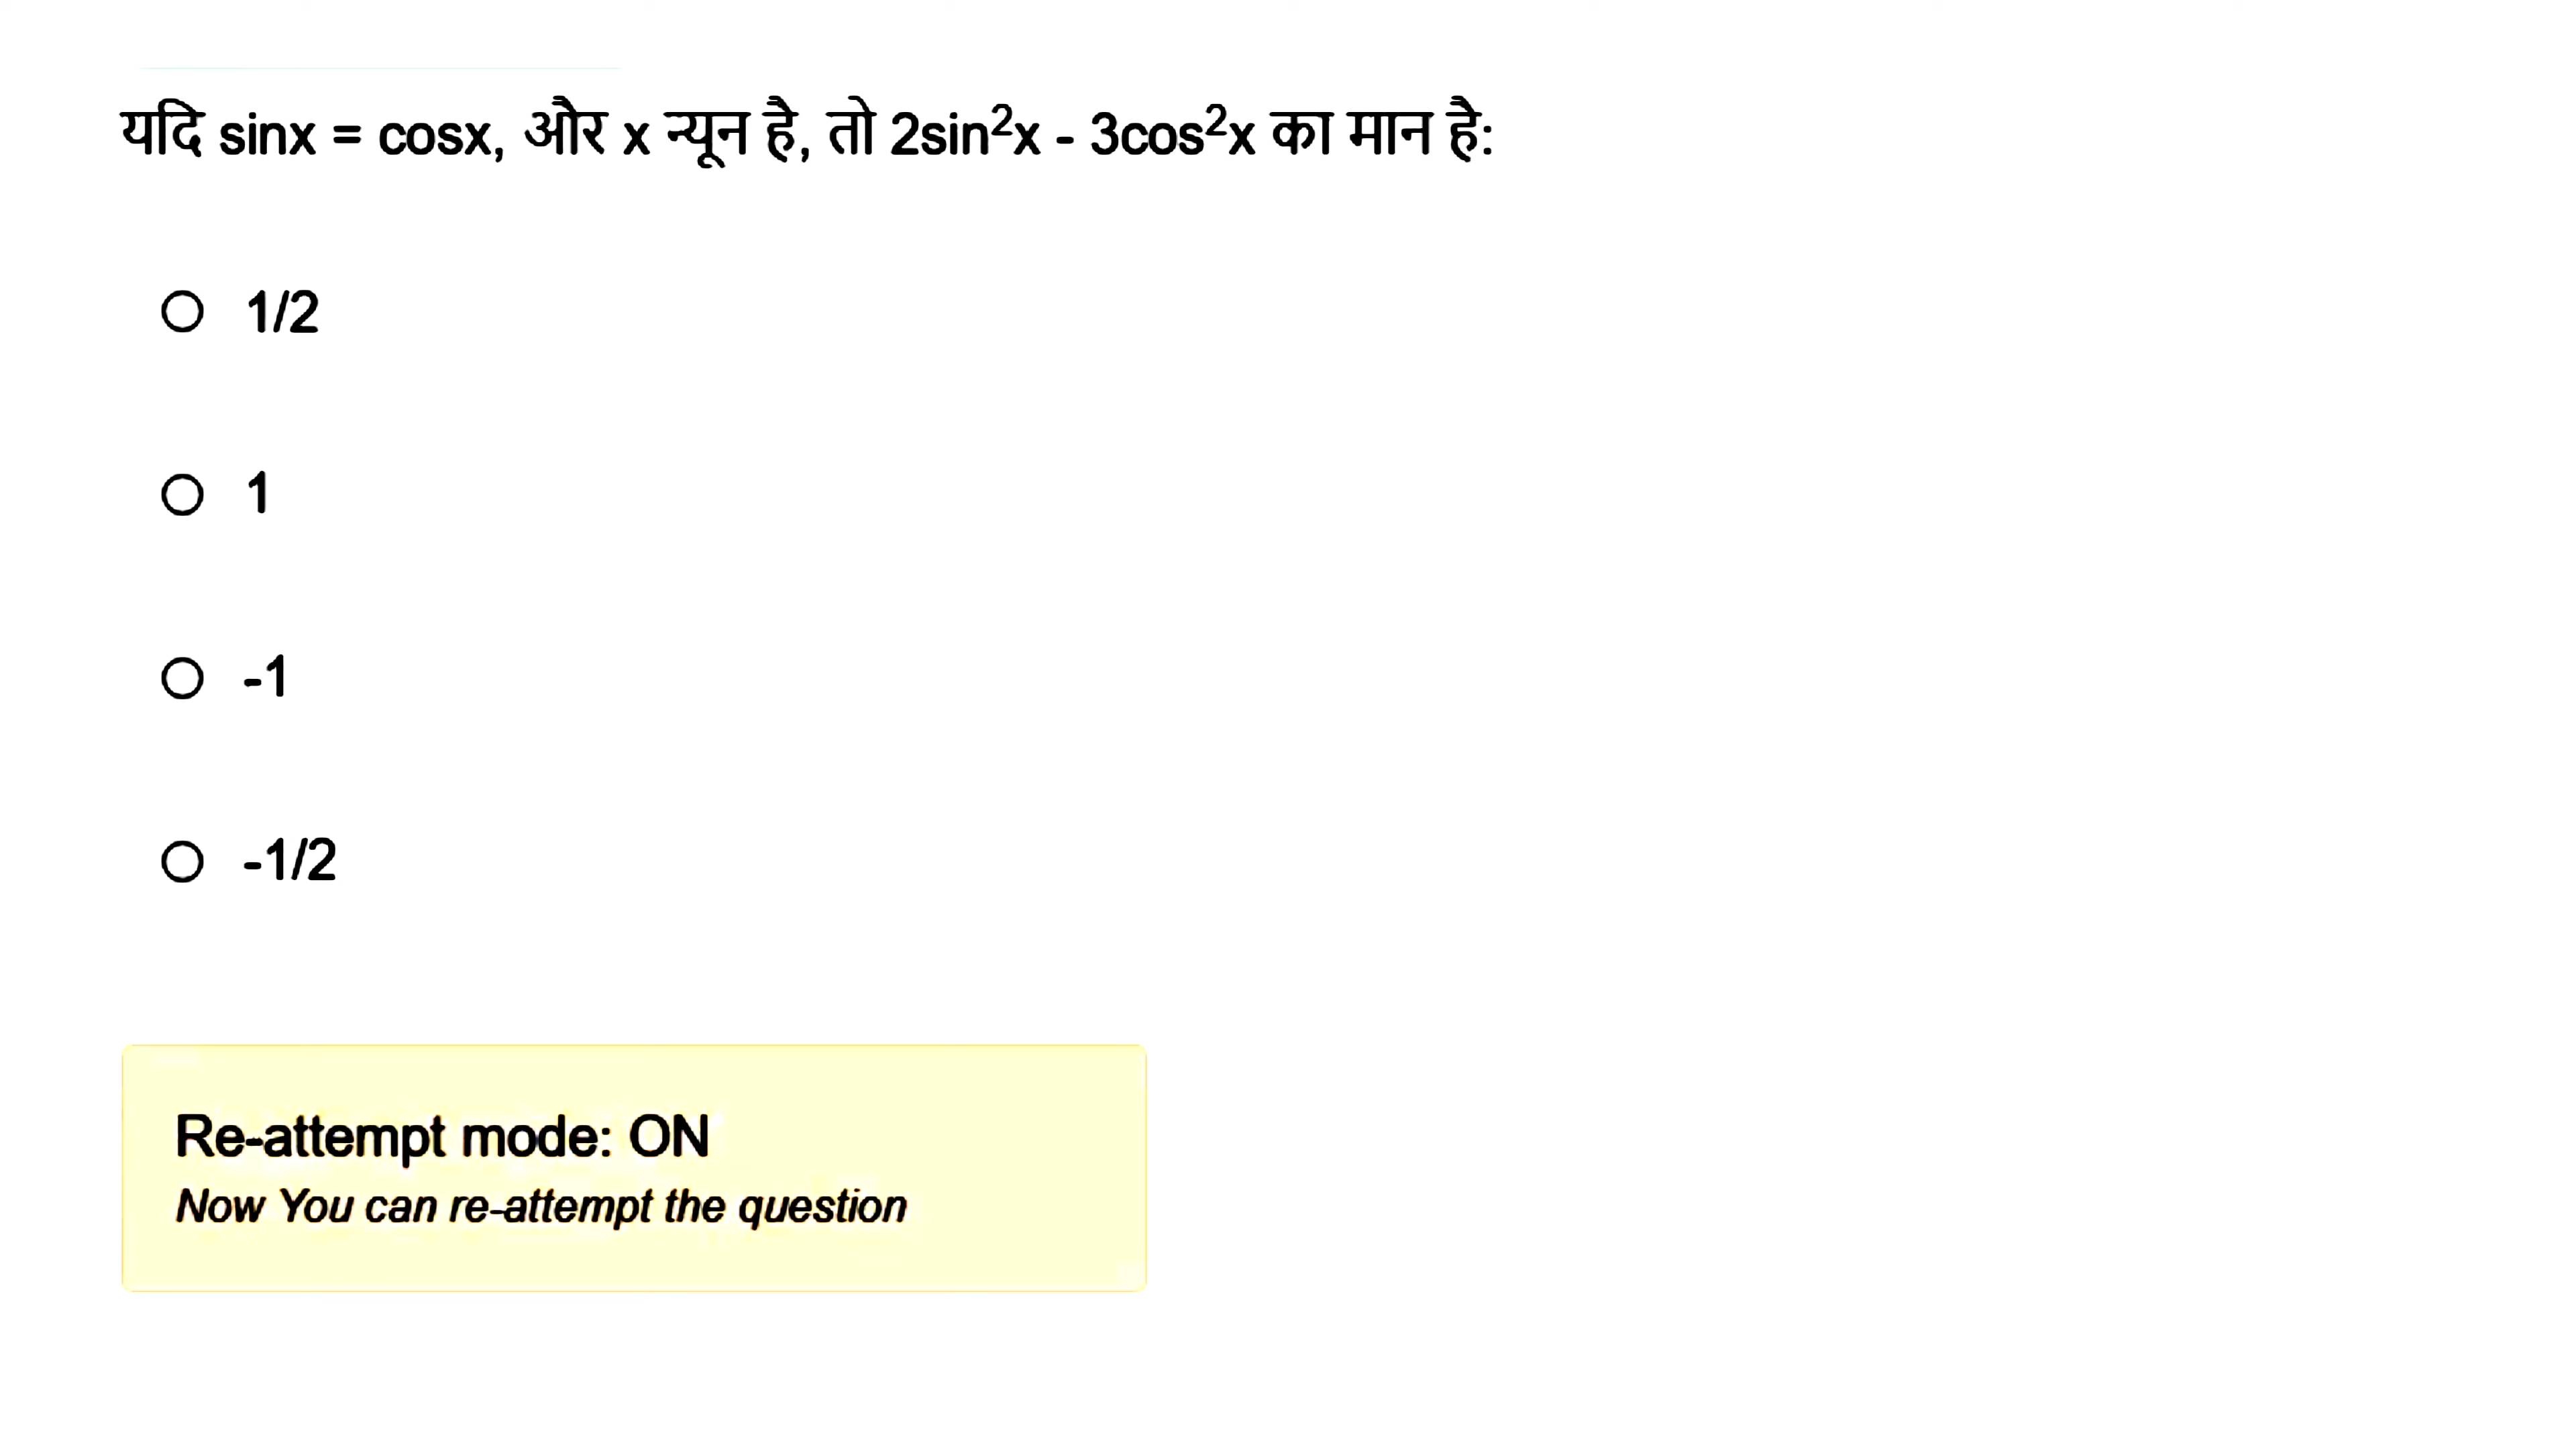 यदि sinx = cosx, और x न्यून है, तो 2sin²x - 3cos²x का मान है:
1/2
1
-1
-1/2
Re-attempt mode: ON
Now You can re-attempt the question